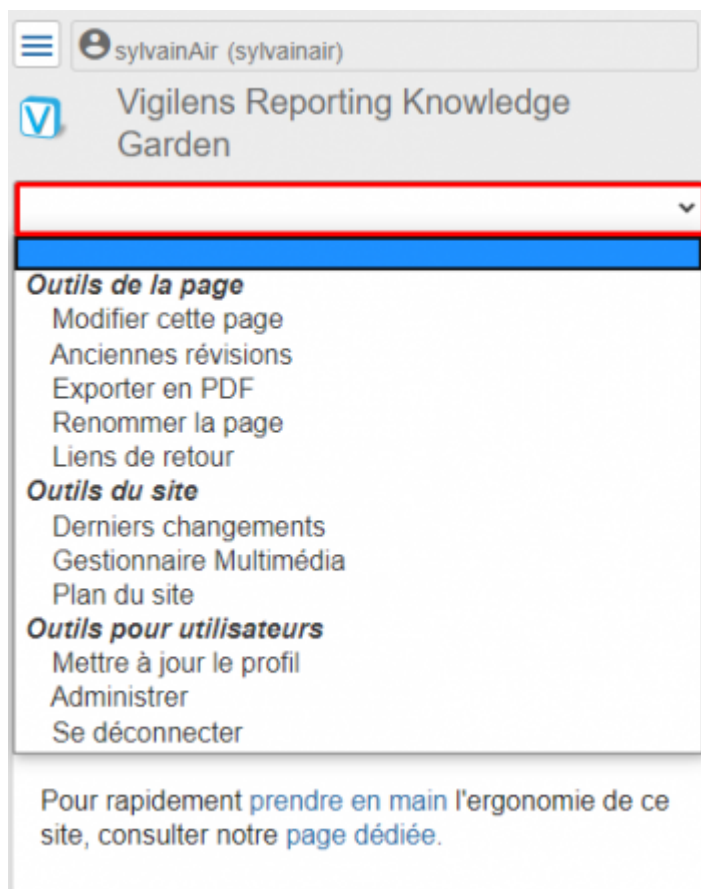 sylvainAir (sylvainair)
V
Vigilens Reporting Knowledge
Garden
Outils de la page
Modifier cette page
Anciennes révisions
Exporter en PDF
Renommer la page
Liens de retour
Outils du site
Derniers changements
Gestionnaire Multimédia
Plan du site
Outils pour utilisateurs
Mettre à jour le profil
Administrer
Se déconnecter
Pour rapidement prendre en main l'ergonomie de ce
site, consulter notre page dédiée.